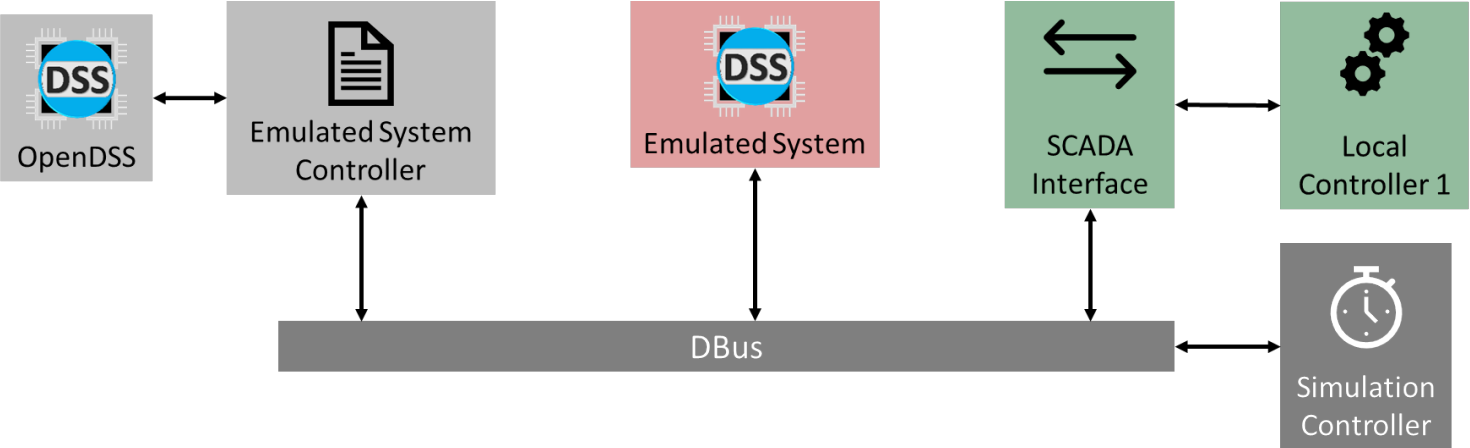 DSS
OpenDSS
Emulated System
Controller
DSS
Emulated System
SCADA
Interface
Local
Controller 1
DBus
Simulation
Controller